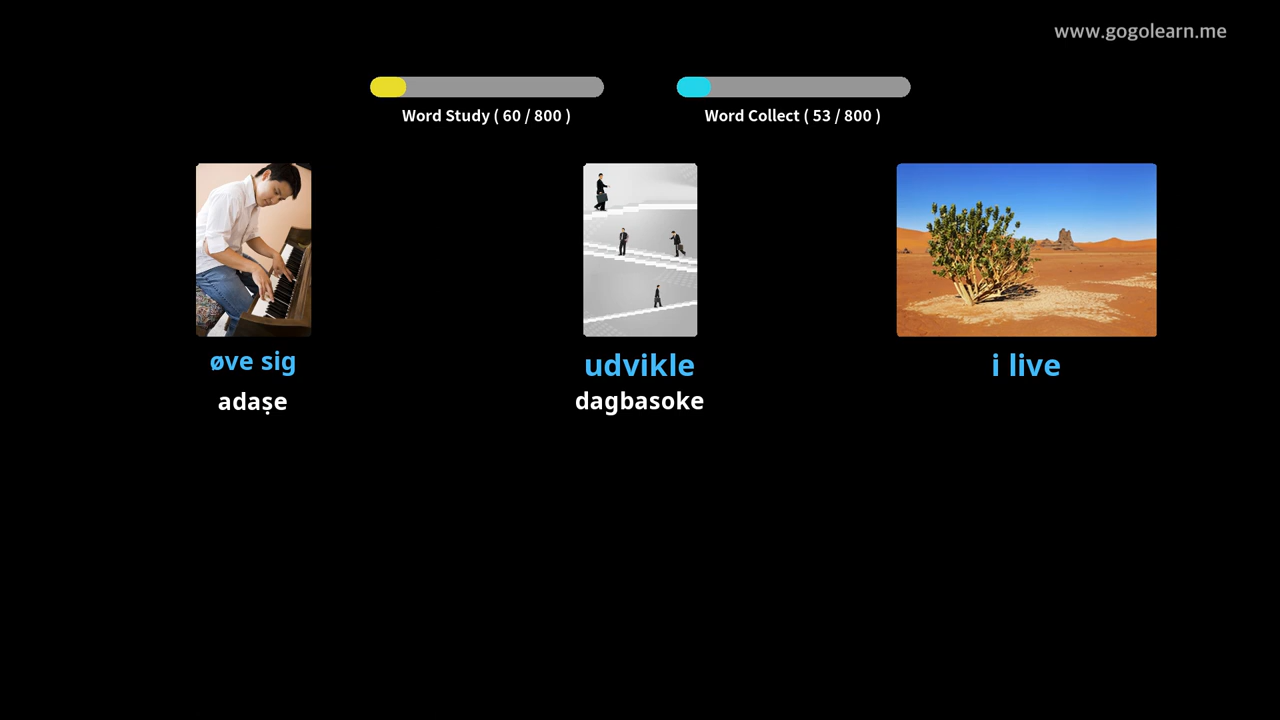 www.gogolearn.me
Word Study ( 60 / 800 )
Word Collect ( 53 / 800 )
øve sig
udvikle
i live
adaṣe
dagbasoke